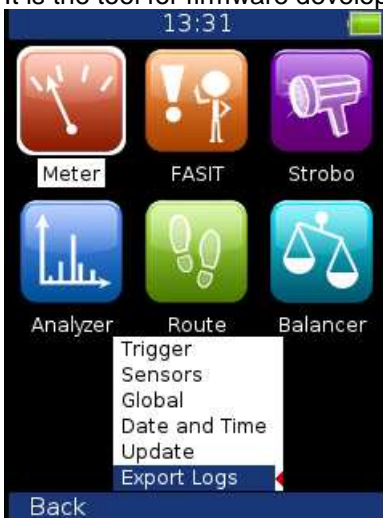 It is the tool for firmware develop
13:31
Meter FASIT Strobo
Analyzer Route Balancer
Trigger
Sensors
Global
Date and Time
Update
Export Logs
Back